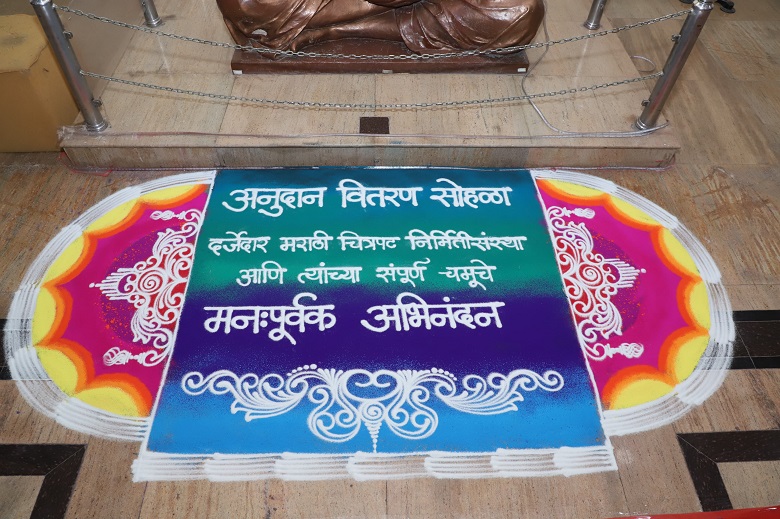 अनुदान वितरण सोहळा
दर्जेदार मराठी चित्रपट निर्मितीसंस्था
आणि त्यांच्या संपूर्ण चमूचे
मनःपूर्वक अभिनंदन